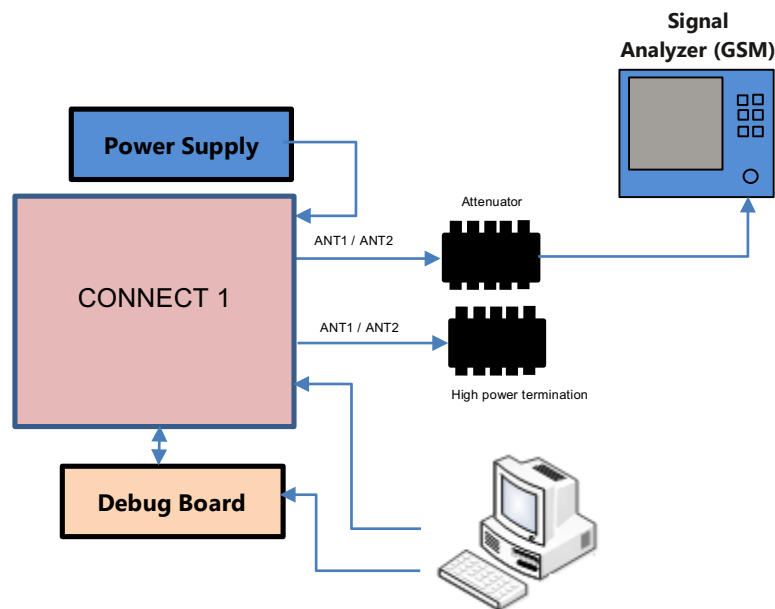 Signal
Analyzer (GSM)
Power Supply
Attenuator
ANT1 / ANT2
CONNECT 1
ANT1 / ANT2
High power termination
Debug Board